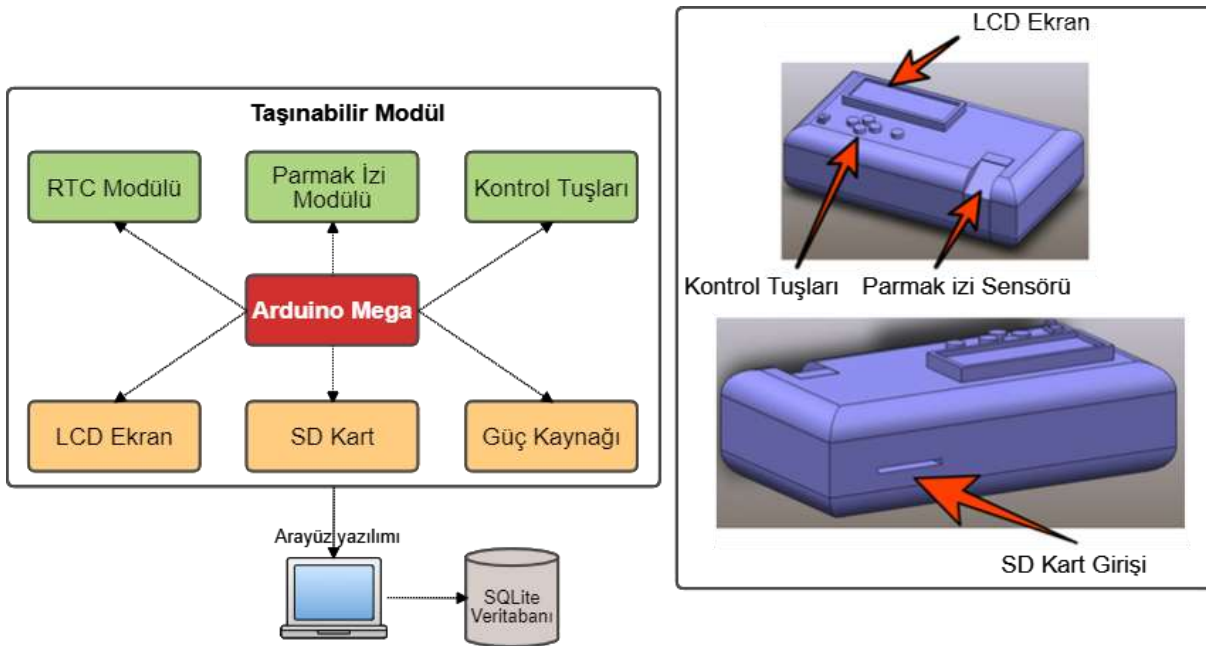 Taşınabilir Modül
RTC Modülü
Parmak İzi
Modülü
Kontrol Tuşları
Arduino Mega
LCD Ekran
SD Kart
Güç Kaynağı
Arayüz yazılımı
SQLite
Veritabanı
LCD Ekran
Kontrol Tuşları
Parmak izi Sensörü
SD Kart Girişi